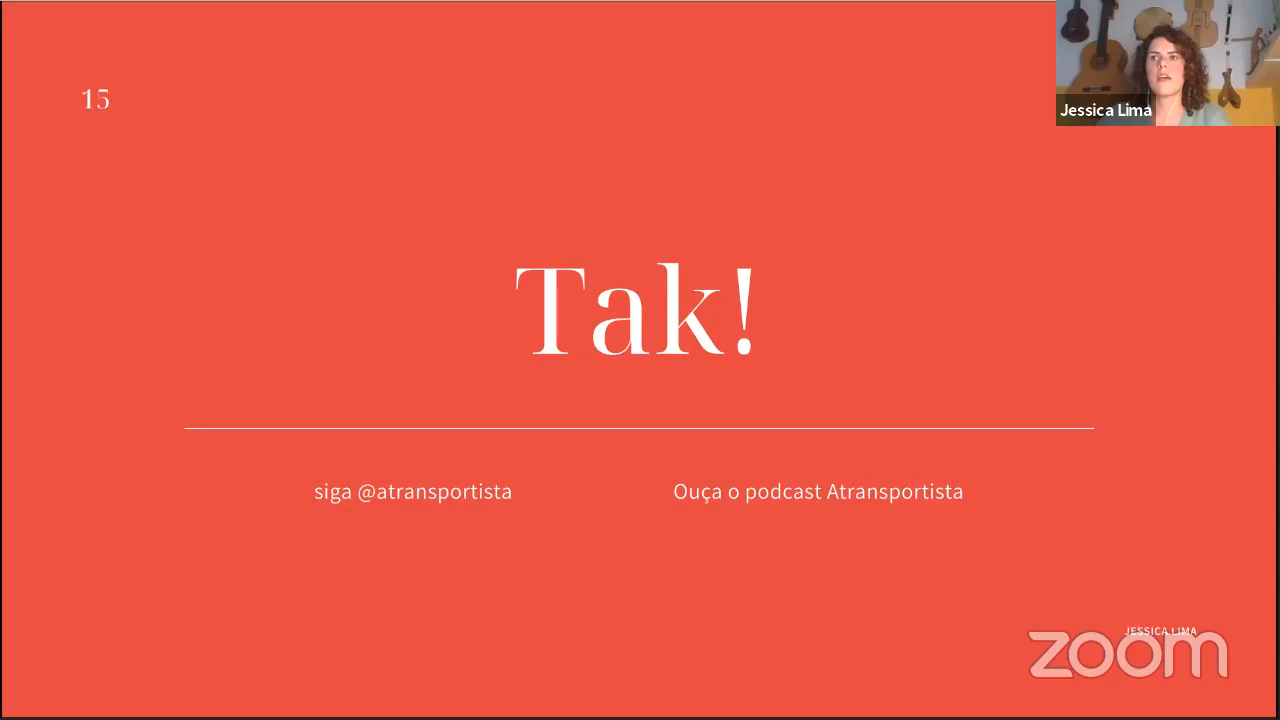 15
Jessica Lima
Tak!
siga @atransportista
Ouça o podcast Atransportista
JESSICA LIMA
zoom